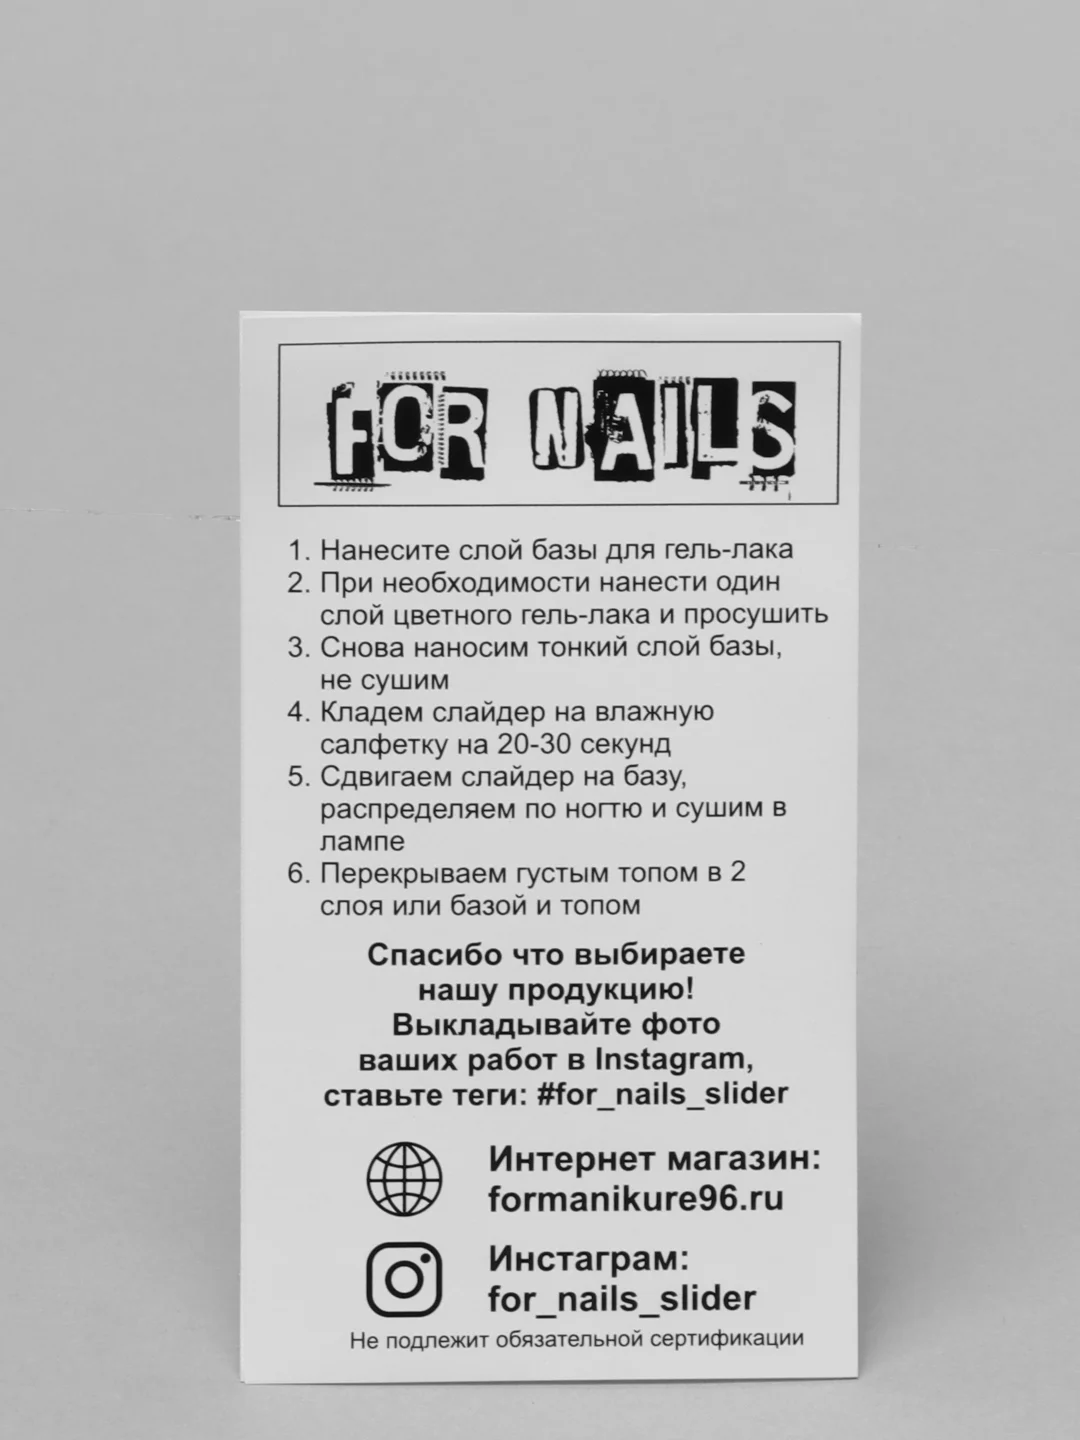 FOR NAILS
1. Нанесите слой базы для гель-лака
2. При необходимости нанести один
слой цветного гель-лака и просушить
3. Снова наносим тонкий слой базы,
не сушим
4. Кладем слайдер на влажную
салфетку на 20-30 секунд
5. Сдвигаем слайдер на базу,
распределяем по ногтю и сушим в
лампе
6. Перекрываем густым топом в 2
слоя или базой и топом
Спасибо что выбираете
нашу продукцию!
Выкладывайте фото
ваших работ в Instagram,
ставьте теги: #for_nails_slider
Интернет магазин:
formanikure96.ru
Инстаграм:
for_nails_slider
Не подлежит обязательной сертификации